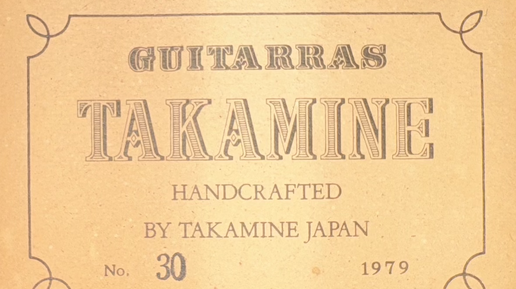 GUITARRAS
TAKAMINE
HANDCRAFTED
BY TAKAMINE JAPAN
No. 30 1979